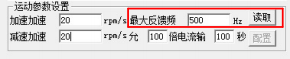 运动参数设置
加速加速 20 rpm/s 最大反馈频 500 Hz 读取
减速加速 20 rpm/s 允 100 倍电流输 100 秒 配置